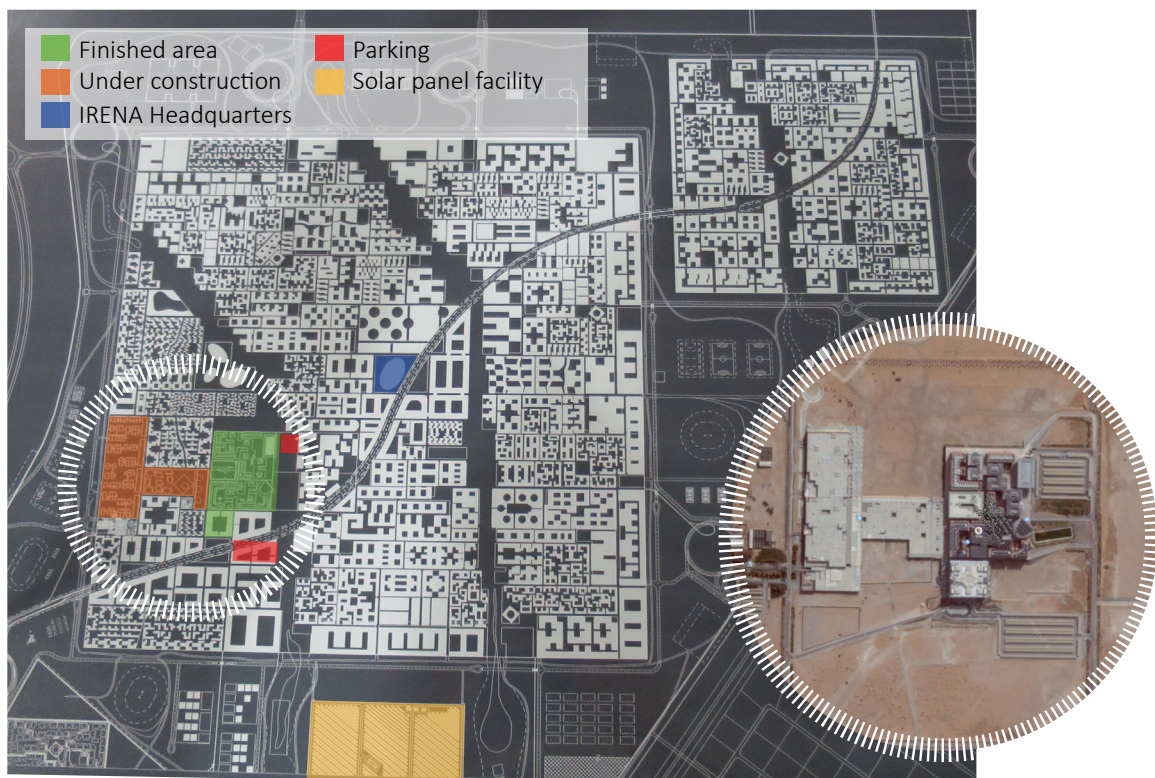 Finished area
Under construction
IRENA Headquarters
Parking
Solar panel facility